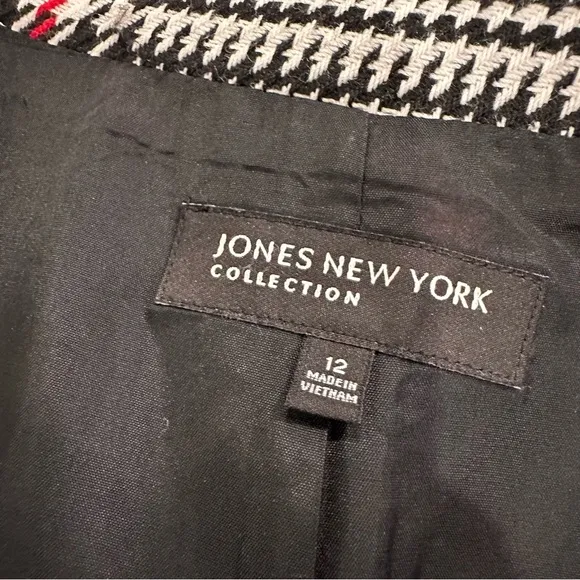 JONES NEW YORK
COLLECTION
12
MADE IN
VIETNAM